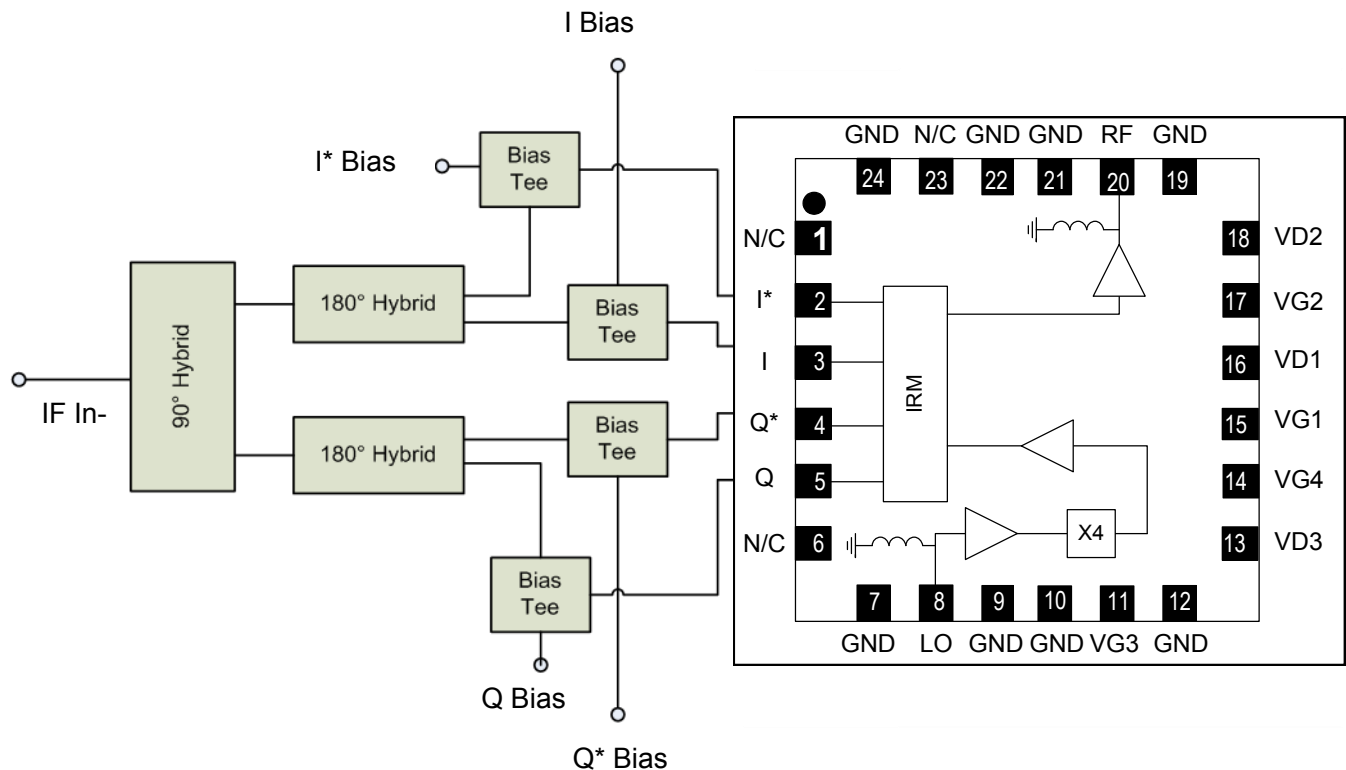 I Bias
I* Bias
Bias
Tee
180° Hybrid
Bias
Tee
90° Hybrid
IF In-
180° Hybrid
Bias
Tee
Bias
Tee
Q Bias
Q* Bias
GND N/C GND GND RF GND
24 23 22 21 20 19
N/C 1
I* 2
I 3
Q* 4
Q 5
N/C 6
IRM
X4
18 VD2
17 VG2
16 VD1
15 VG1
14 VG4
13 VD3
7 8 9 10 11 12
GND LO GND GND VG3 GND